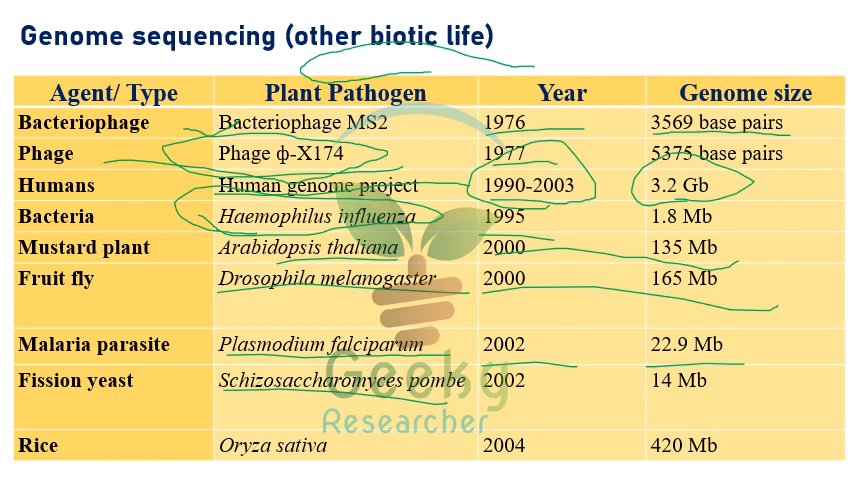 Genome sequencing (other biotic life)
Agent/ Type Plant Pathogen Year Genome size
Bacteriophage Bacteriophage MS2 1976 3569 base pairs
Phage Phage ф-X174 1977 5375 base pairs
Humans Human genome project 1990-2003 3.2 Gb
Bacteria Haemophilus influenza 1995 1.8 Mb
Mustard plant Arabidopsis thaliana 2000 135 Mb
Fruit fly Drosophila melanogaster 2000 165 Mb
Malaria parasite Plasmodium falciparum 2002 22.9 Mb
Fission yeast Schizosaccharomyces pombe 2002 14 Mb
Rice Oryza sativa 2004 420 Mb
Geeky
Researcher